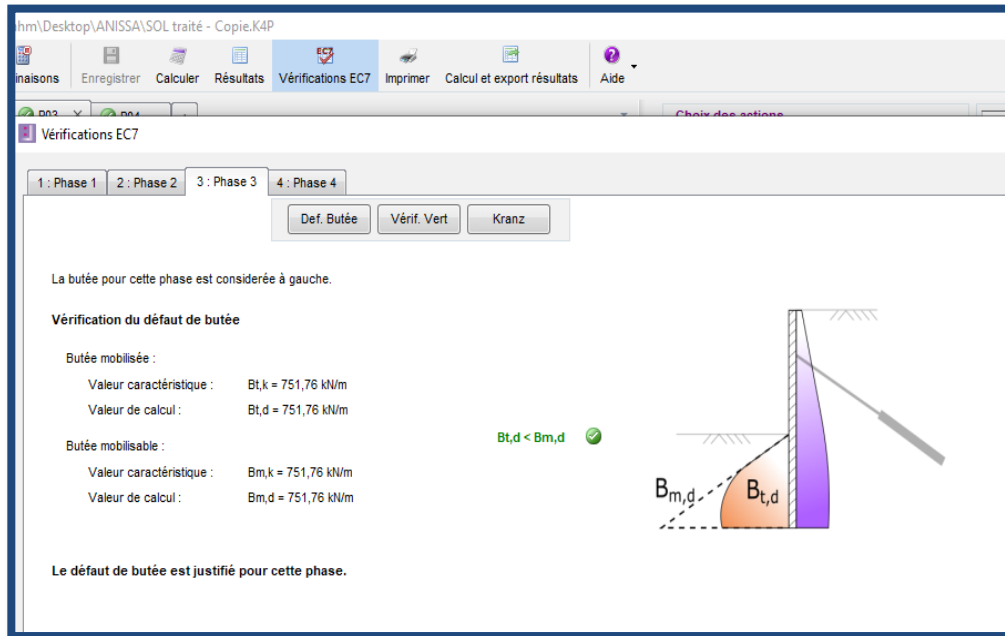 ahm\Desktop\ANISSA\SOL traité - Copie.K4P
inaisons Enregistrer Calculer Résultats Vérifications EC7 Imprimer Calcul et export résultats Aide
Choix des actions
Vérifications EC7
1 : Phase 1 2 : Phase 2 3 : Phase 3 4 : Phase 4
Def. Butée Vérif. Vert Kranz
La butée pour cette phase est considerée à gauche.
Vérification du défaut de butée
Butée mobilisée :
Valeur caractéristique : Bt,k = 751,76 kN/m
Valeur de calcul : Bt,d = 751,76 kN/m
Bt,d < Bm,d
Butée mobilisable :
Valeur caractéristique : Bm,k = 751,76 kN/m
Valeur de calcul : Bm,d = 751,76 kN/m
Bm,d Bt,d
Le défaut de butée est justifié pour cette phase.